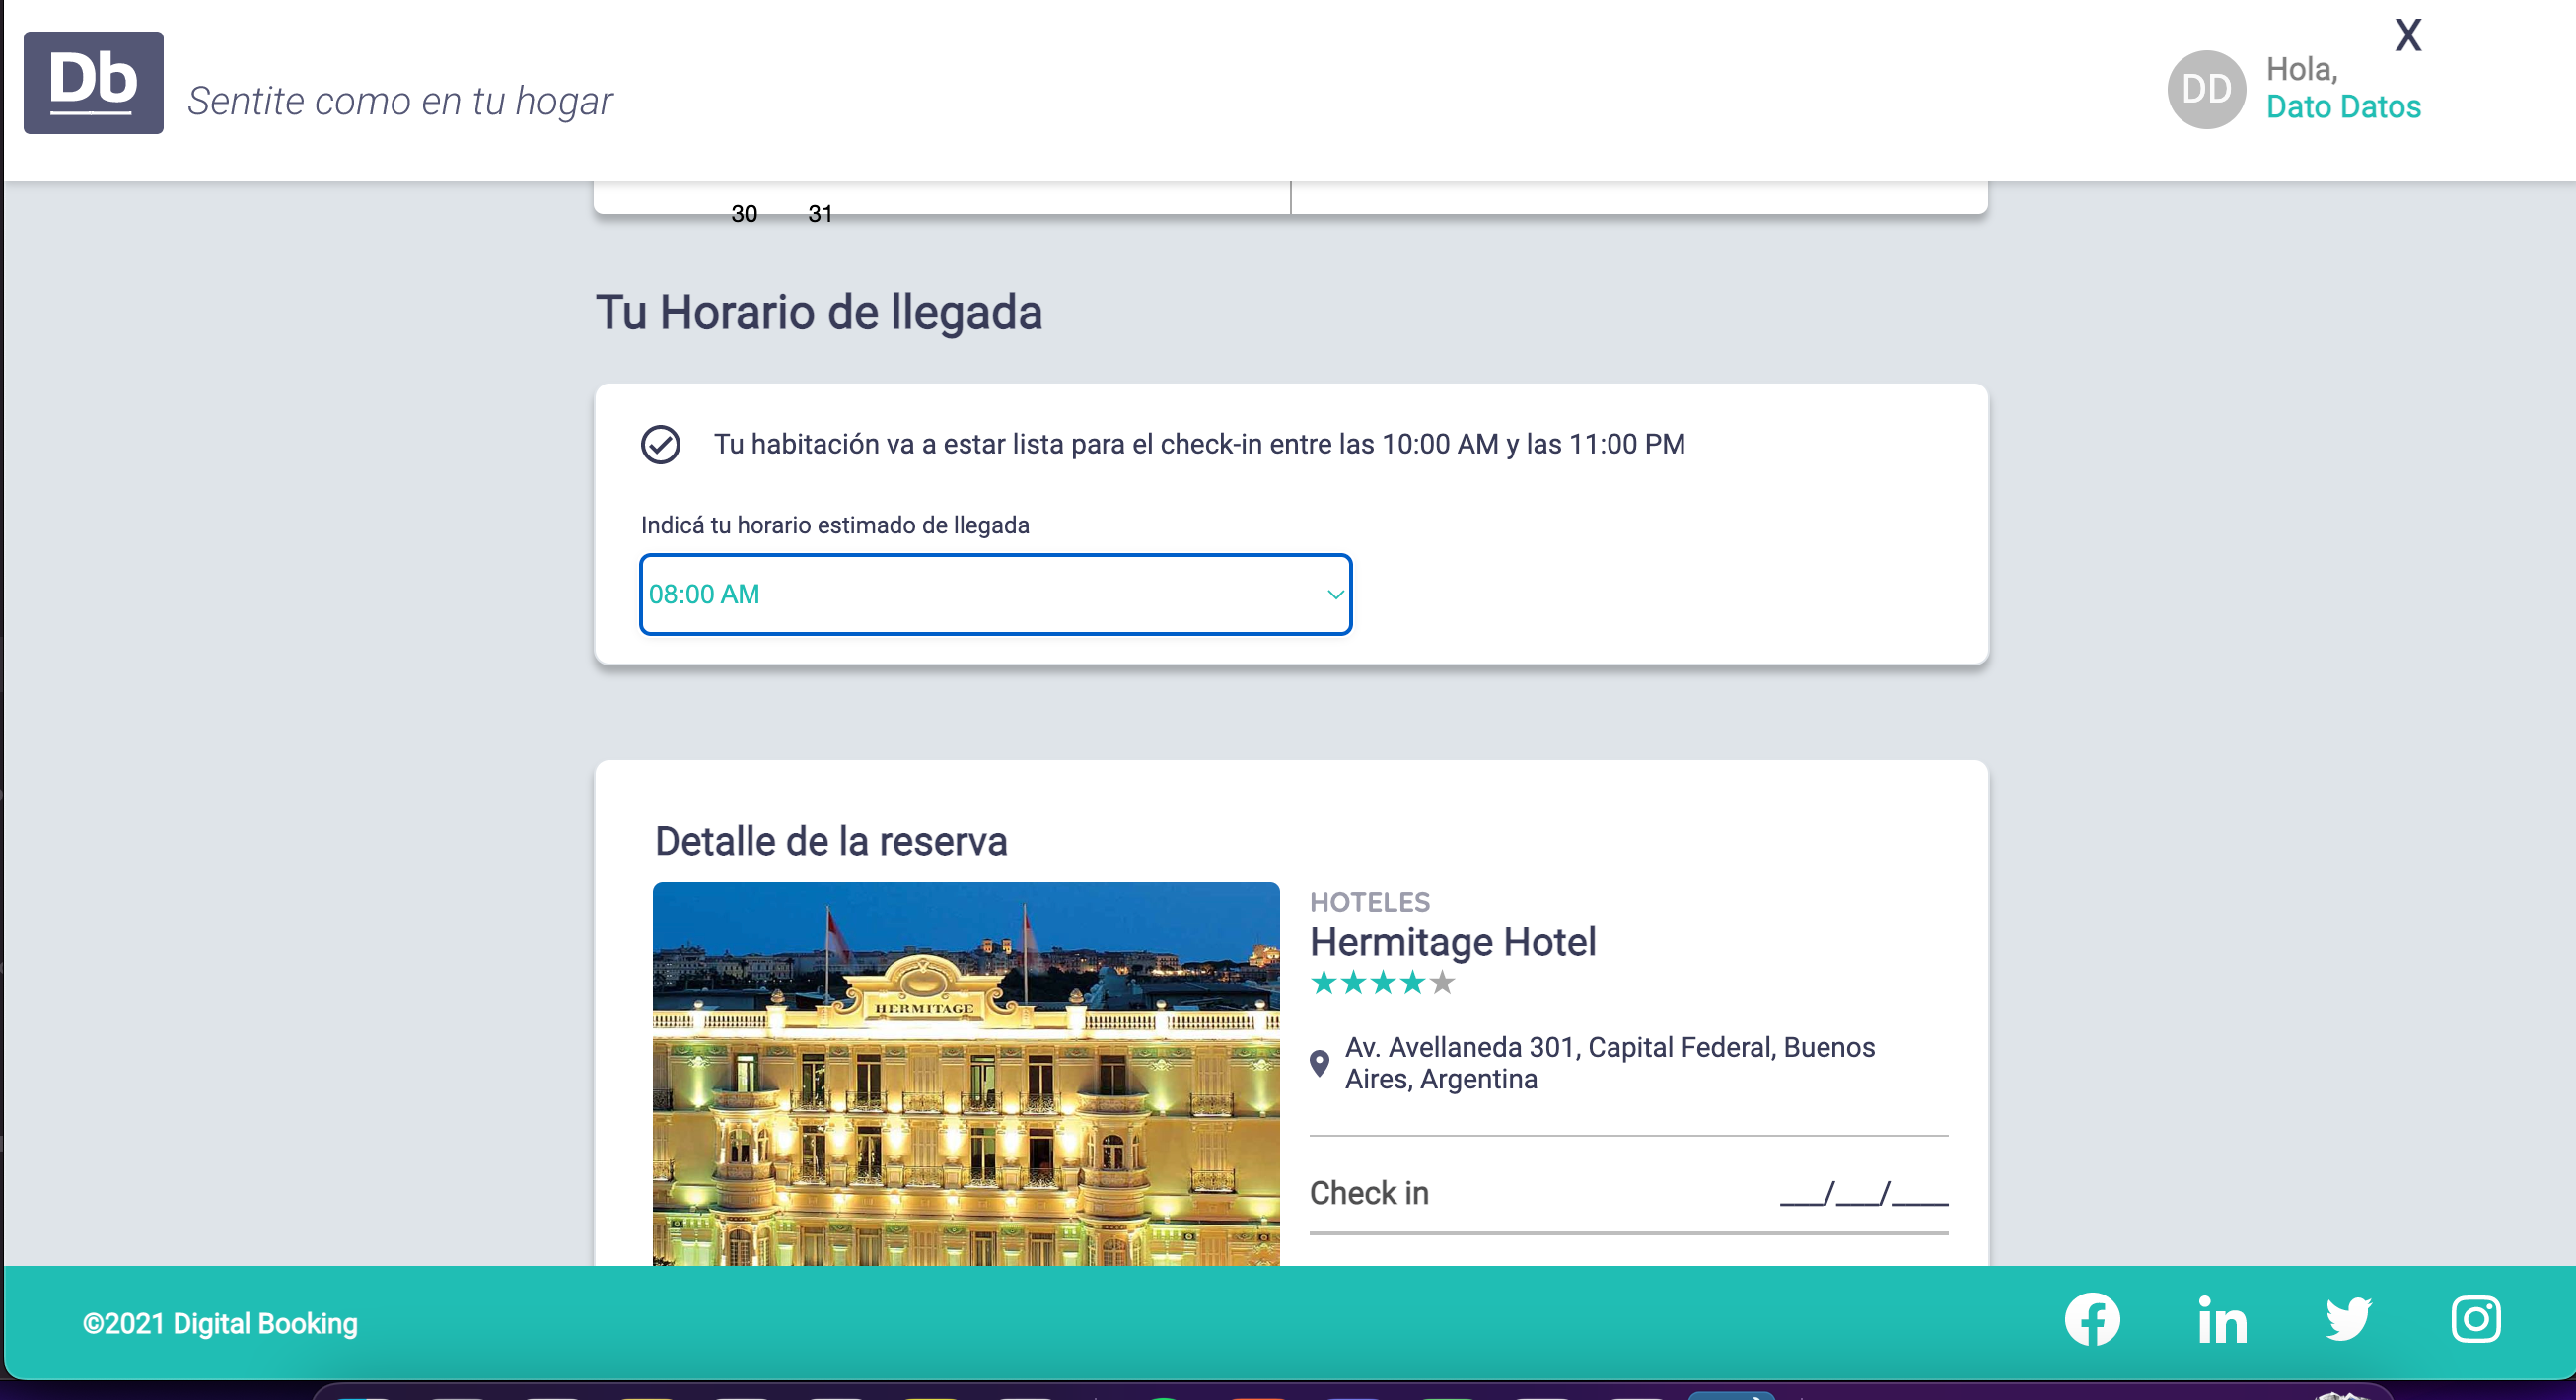 Db
Sentite como en tu hogar
X
DD
Hola,
Dato Datos
30 31
Tu Horario de llegada
Tu habitación va a estar lista para el check-in entre las 10:00 AM y las 11:00 PM
Indicá tu horario estimado de llegada
08:00 AM
Detalle de la reserva
HERMITAGE
HOTELES
Hermitage Hotel
Av. Avellaneda 301, Capital Federal, Buenos
Aires, Argentina
Check in
___/___/____
©2021 Digital Booking